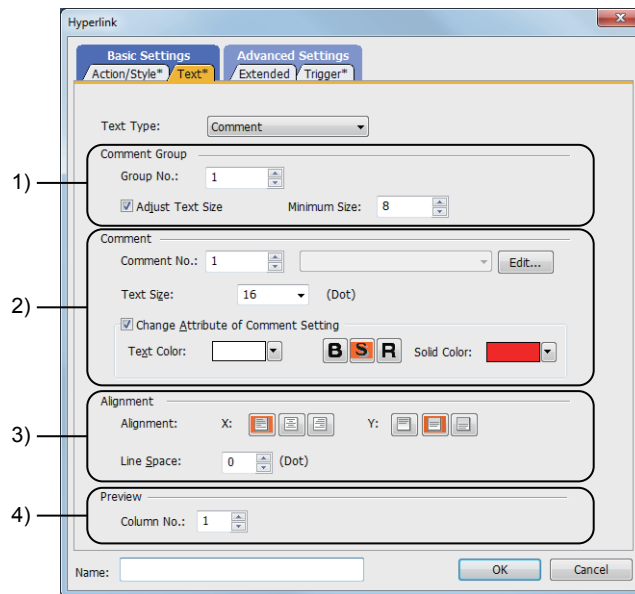 Hyperlink
Basic Settings Advanced Settings
Action/Style* Text* Extended Trigger*
Text Type: Comment
Comment Group
1)
Group No.: 1
Adjust Text Size Minimum Size: 8
Comment
Comment No.: 1 Edit...
2)
Text Size: 16 (Dot)
Change Attribute of Comment Setting
Text Color: B S R Solid Color:
Alignment
Alignment: X: Y:
3)
Line Space: 0 (Dot)
Preview
4)
Column No.: 1
Name: OK Cancel